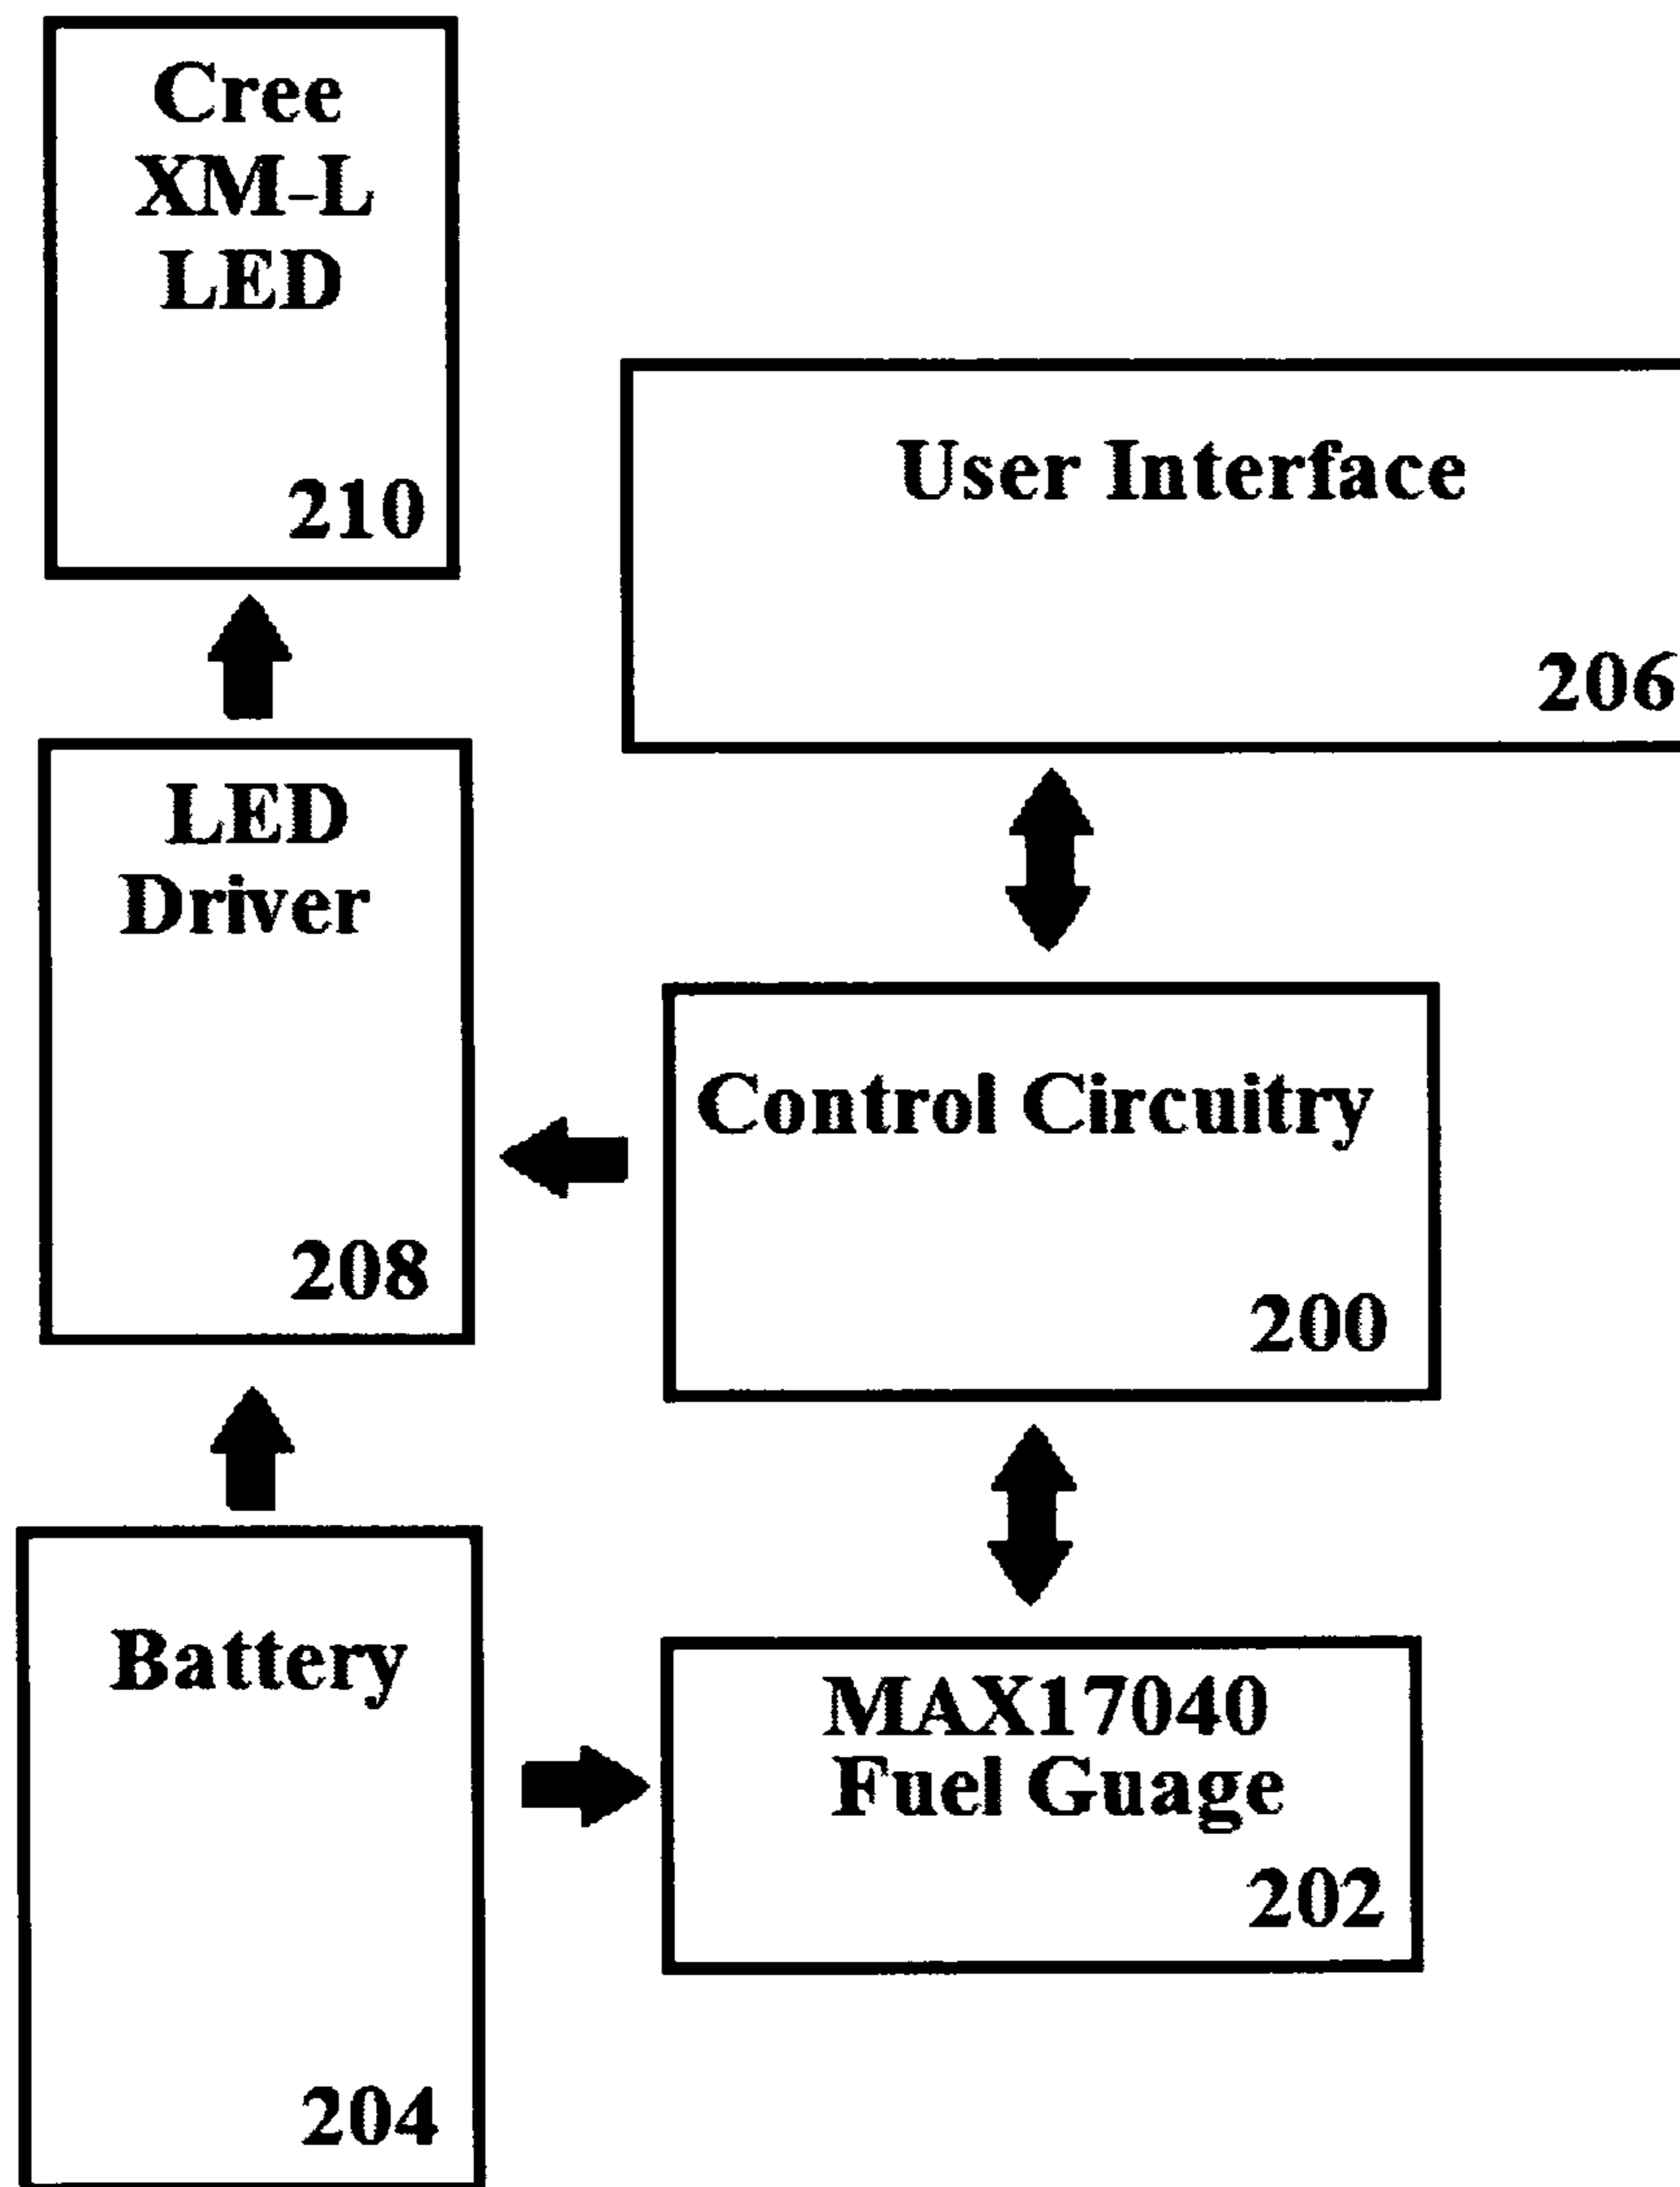 Cree
XM-L
LED
210
User Interface
206
LED
Driver
208
Control Circuitry
200
Battery
204
MAX17040
Fuel Guage
202